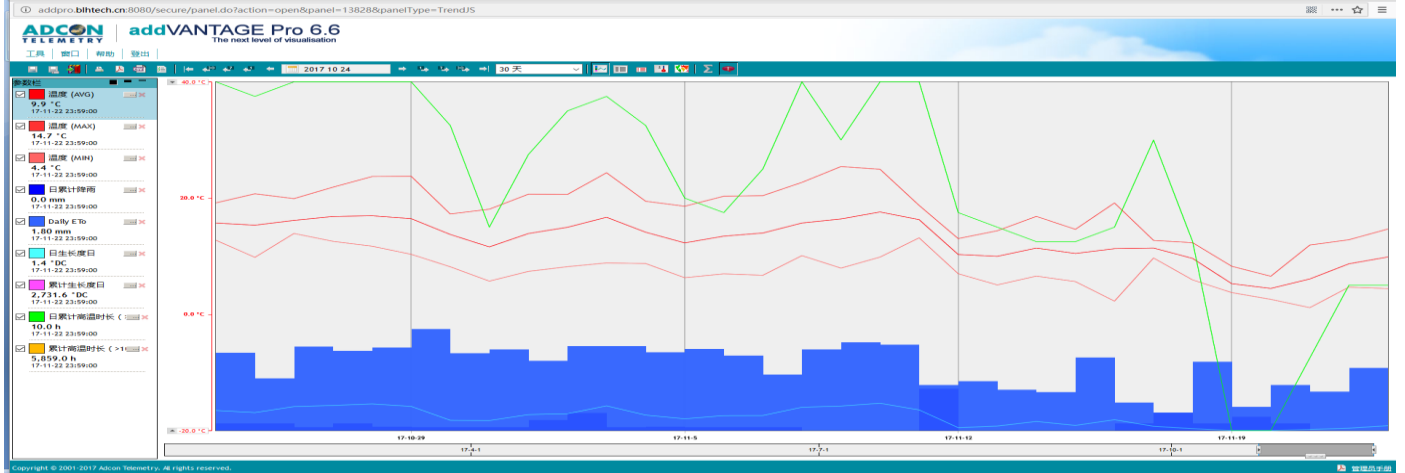 addpro.blhtech.cn:8080/secure/panel.do?action=open&panel=13828&panelType=TrendJS
ADCON TELEMETRY
addVANTAGE Pro 6.6
The next level of visualisation
工具 窗口 帮助 登出
2017 10 24
30 天
参数栏
温度 (AVG)
9.9 °C
17-11-22 23:59:00
温度 (MAX)
14.7 °C
17-11-22 23:59:00
温度 (MIN)
4.4 °C
17-11-22 23:59:00
日累计降雨
0.0 mm
17-11-22 23:59:00
Daily ETo
1.80 mm
17-11-22 23:59:00
日生长度日
1.4 °DC
17-11-22 23:59:00
累计生长度日
2,731.6 °DC
17-11-22 23:59:00
日累计高温时长 (
10.0 h
17-11-22 23:59:00
累计高温时长 (>1
5,859.0 h
17-11-22 23:59:00
40.0 °C
20.0 °C
0.0 °C
-20.0 °C
17-10-29 17-11-5 17-11-12 17-11-19
17-4-1 17-7-1 17-10-1
Copyright © 2001-2017 Adcon Telemetry. All rights reserved.
管理员手册